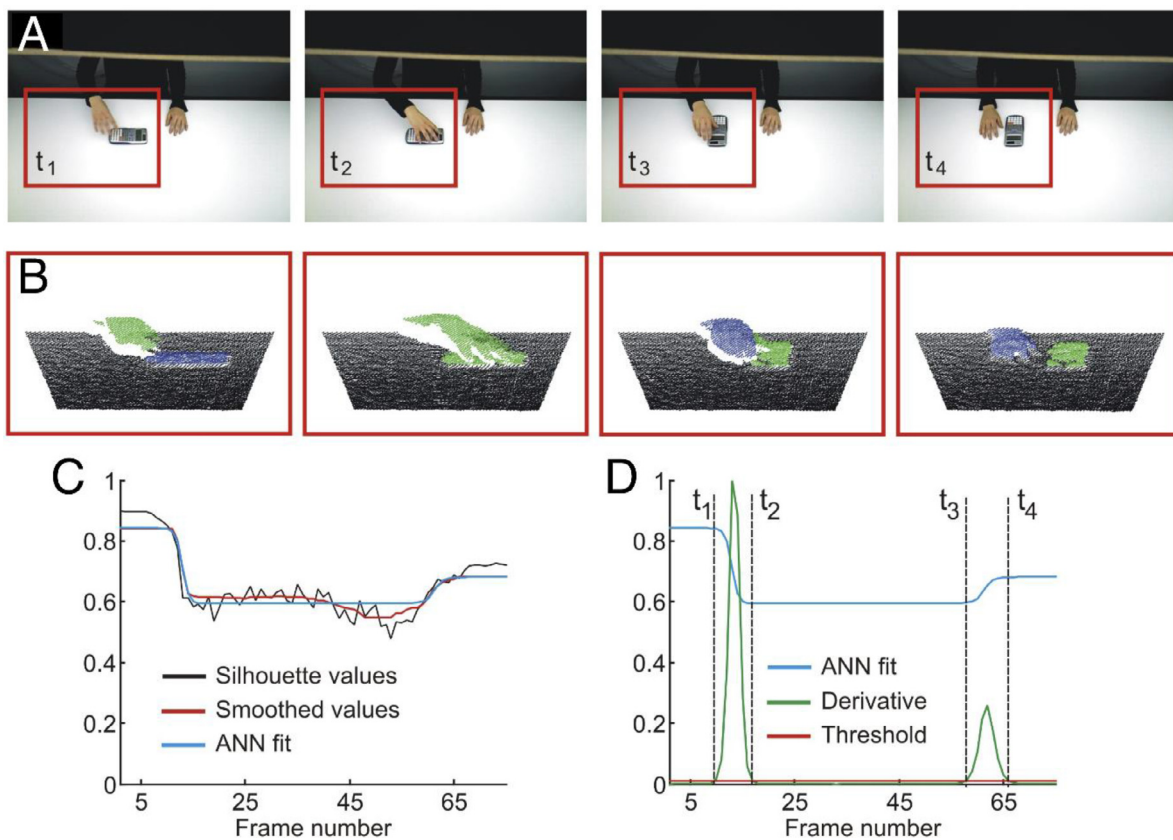 A
t1
t2
t3
t4
B
C
1
0.8
0.6
0.4
0.2
0
Silhouette values
Smoothed values
ANN fit
5
25
45
65
Frame number
D
t1
t2
t3
t4
1
0.8
0.6
0.4
0.2
0
ANN fit
Derivative
Threshold
5
25
45
65
Frame number